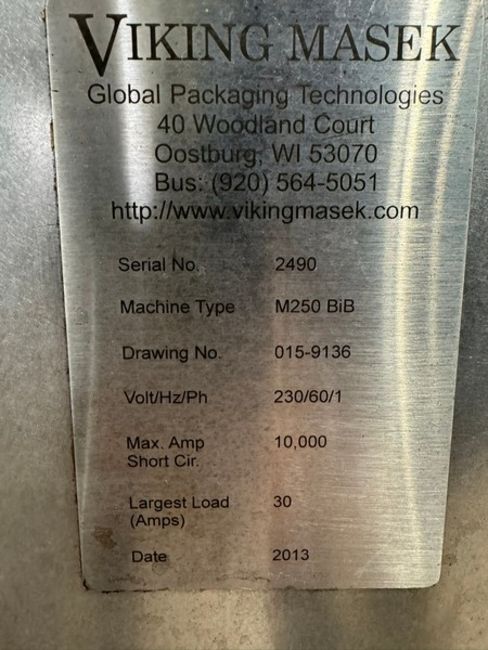 VIKING MASEK
Global Packaging Technologies
40 Woodland Court
Oostburg, WI 53070
Bus: (920) 564-5051
http://www.vikingmasek.com
Serial No. 2490
Machine Type M250 BiB
Drawing No. 015-9136
Volt/Hz/Ph 230/60/1
Max. Amp 10,000
Short Cir.
Largest Load 30
(Amps)
Date 2013